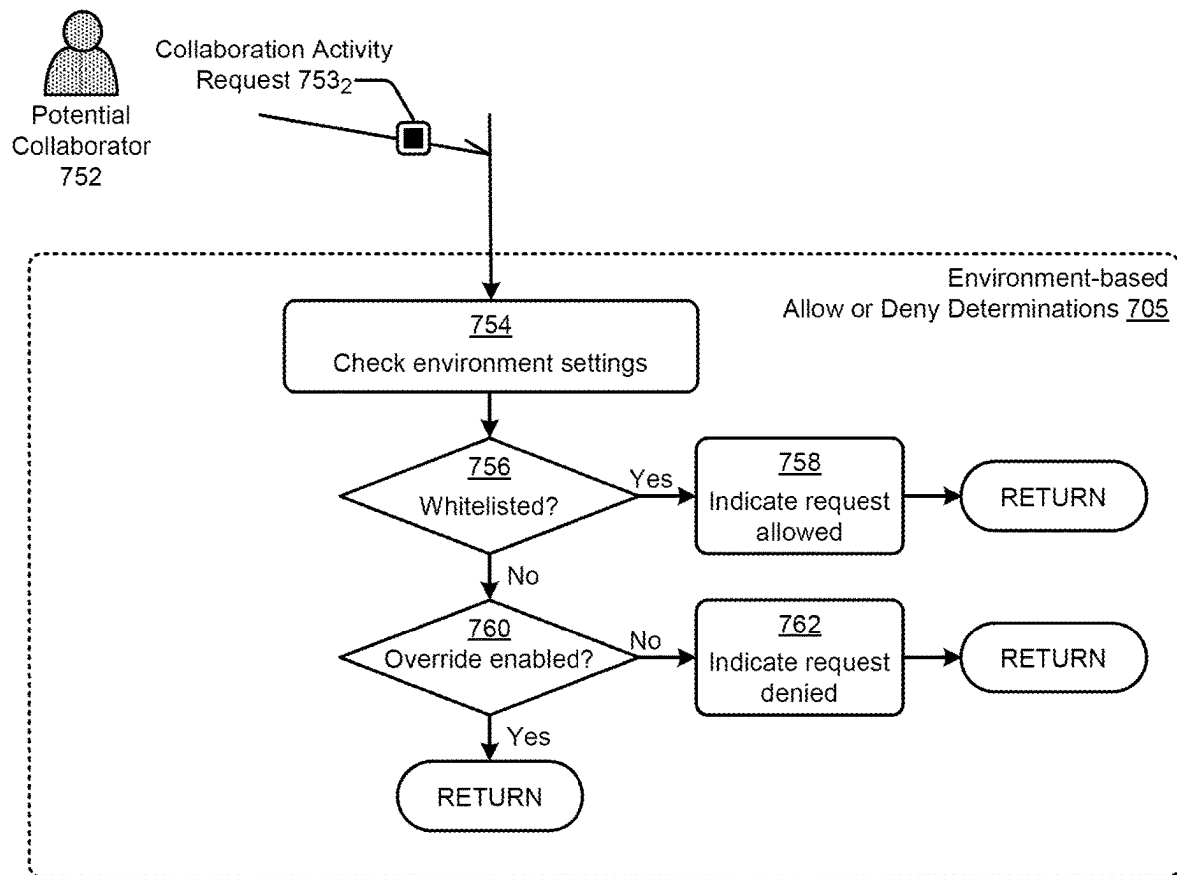 Collaboration Activity
Request 753₂
Potential
Collaborator
752
Environment-based
Allow or Deny Determinations 705
754
Check environment settings
756
Whitelisted?
Yes
758
Indicate request
allowed
RETURN
No
760
Override enabled?
No
762
Indicate request
denied
RETURN
Yes
RETURN